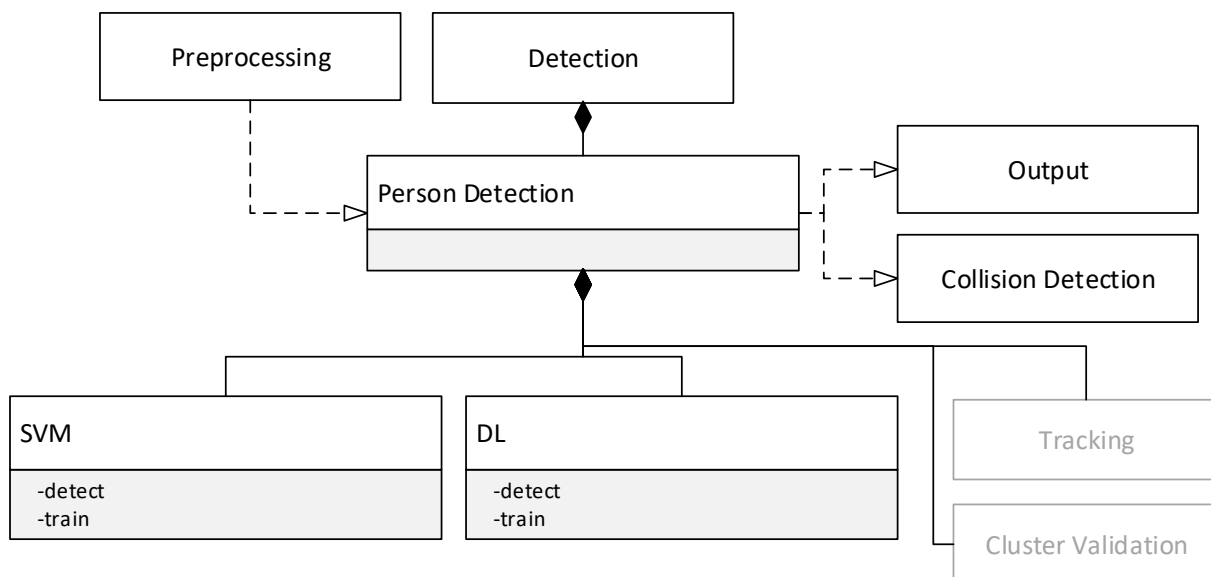 Preprocessing
Detection
Output
Person Detection
Collision Detection
SVM
-detect
-train
DL
-detect
-train
Tracking
Cluster Validation